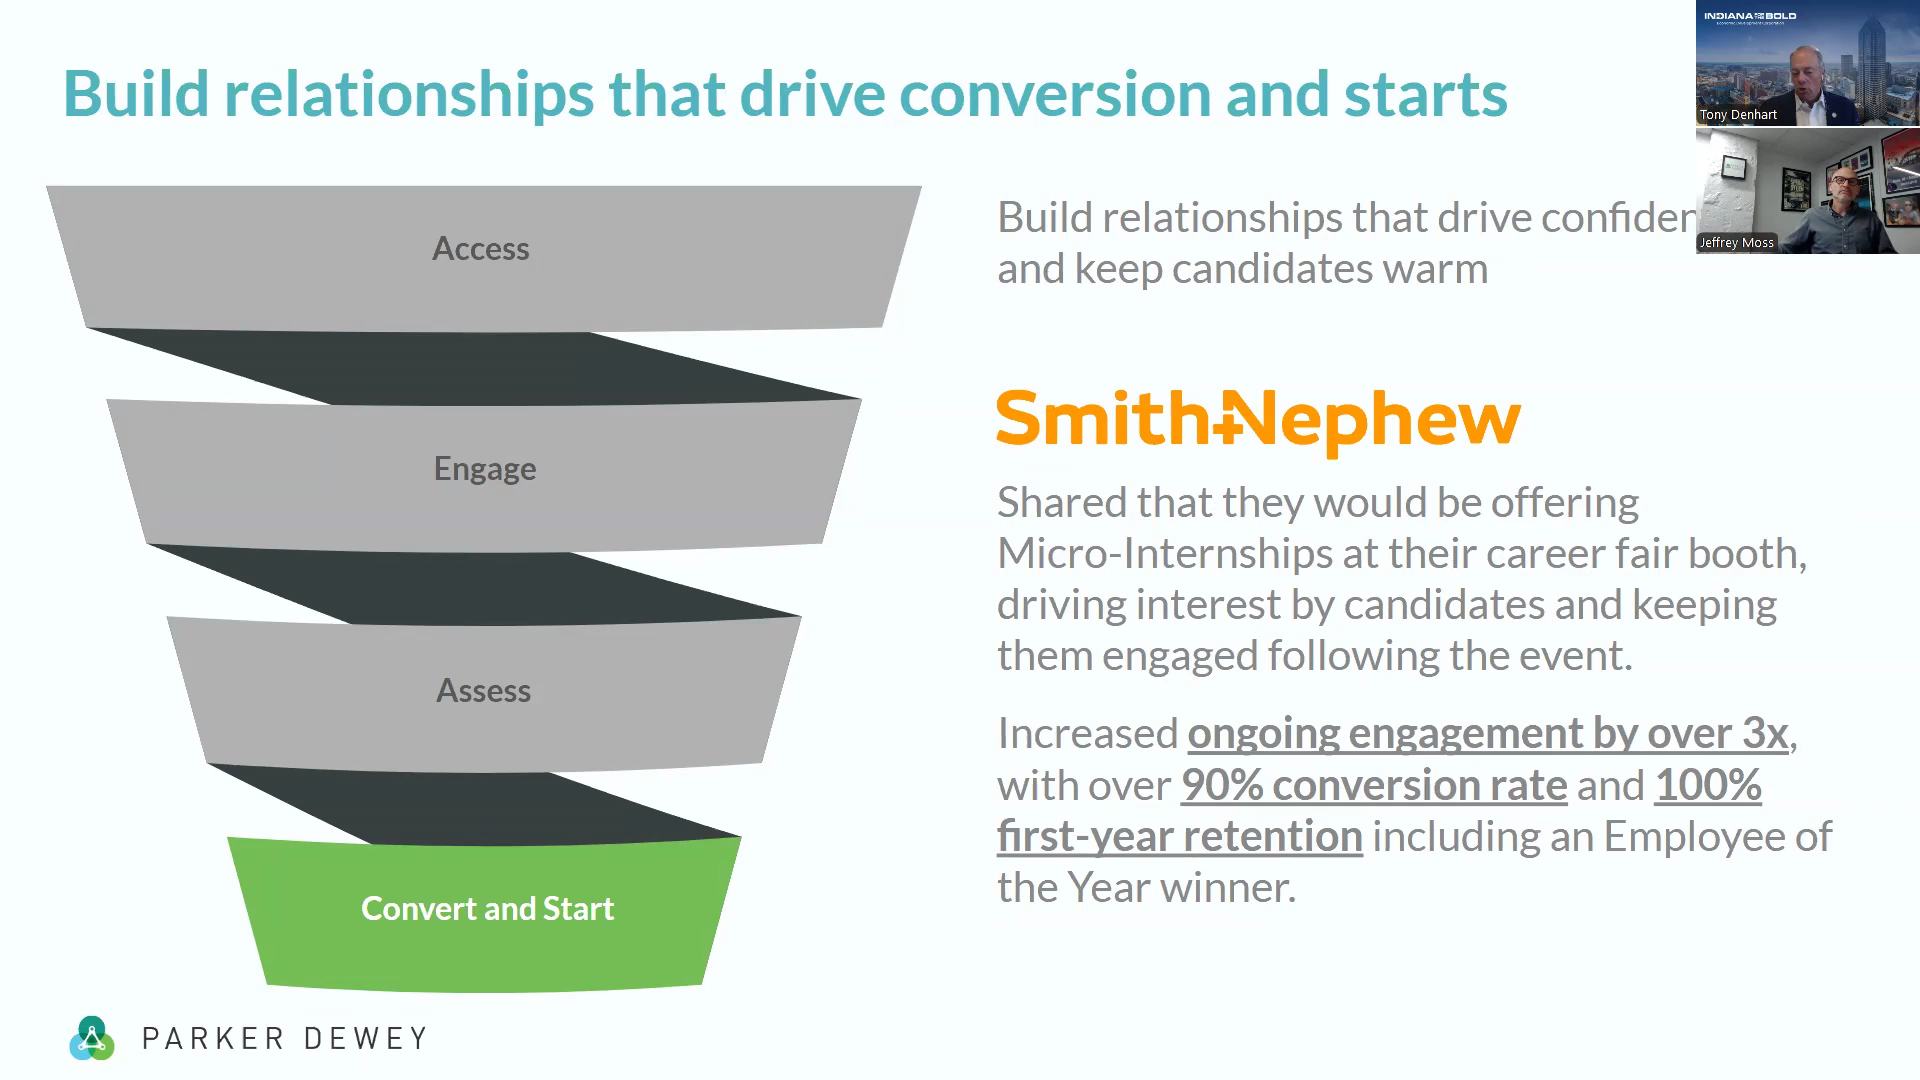 Build relationships that drive conversion and starts
INDIANA BOLD
Tony Denhart
Jeffrey Moss
Access
Engage
Assess
Convert and Start
Build relationships that drive
and keep candidates warm
Smith+Nephew
Shared that they would be offering
Micro-Internships at their career fair booth,
driving interest by candidates and keeping
them engaged following the event.
Increased ongoing engagement by over 3x,
with over 90% conversion rate and 100%
first-year retention including an Employee of
the Year winner.
PARKER DEWEY